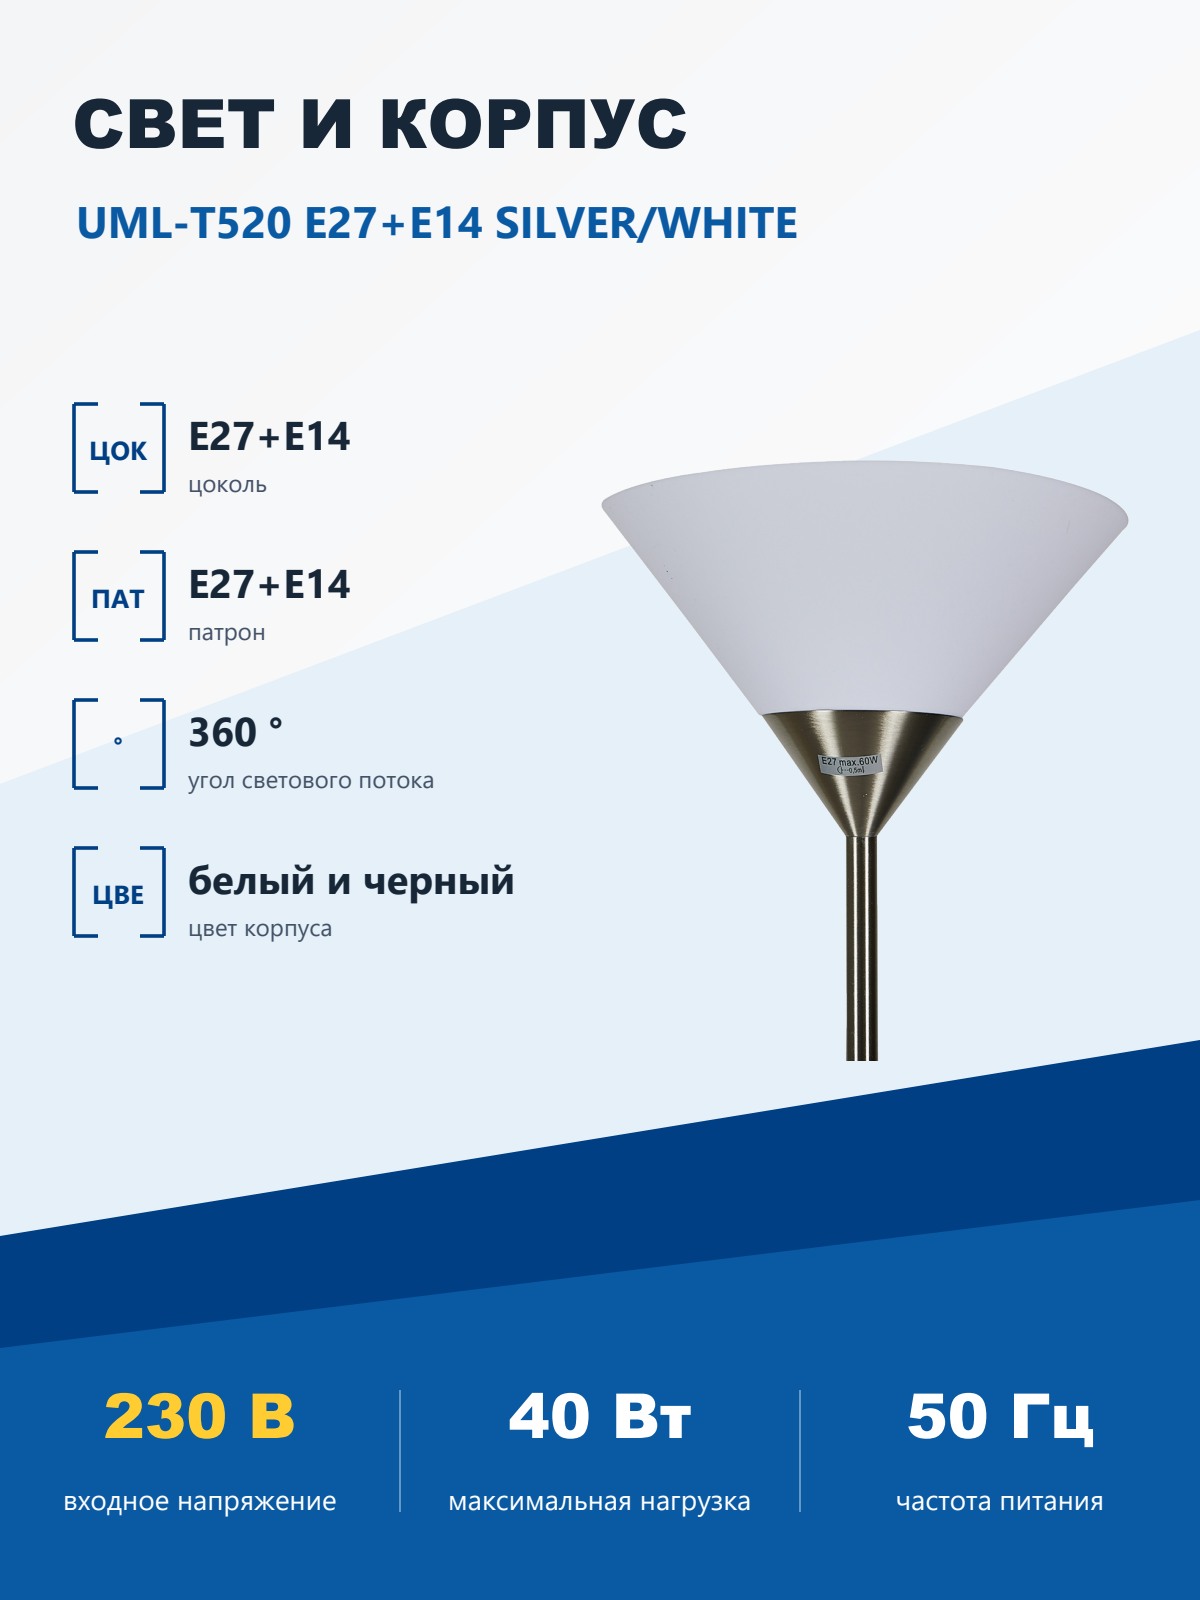 СВЕТ И КОРПУС
UML-T520 E27+E14 SILVER/WHITE
ЦОК
E27+E14
цоколь
ПАТ
E27+E14
патрон
°
360 °
угол светового потока
ЦВЕ
белый и черный
цвет корпуса
E27 max.60W
230 В
входное напряжение
40 Вт
максимальная нагрузка
50 Гц
частота питания